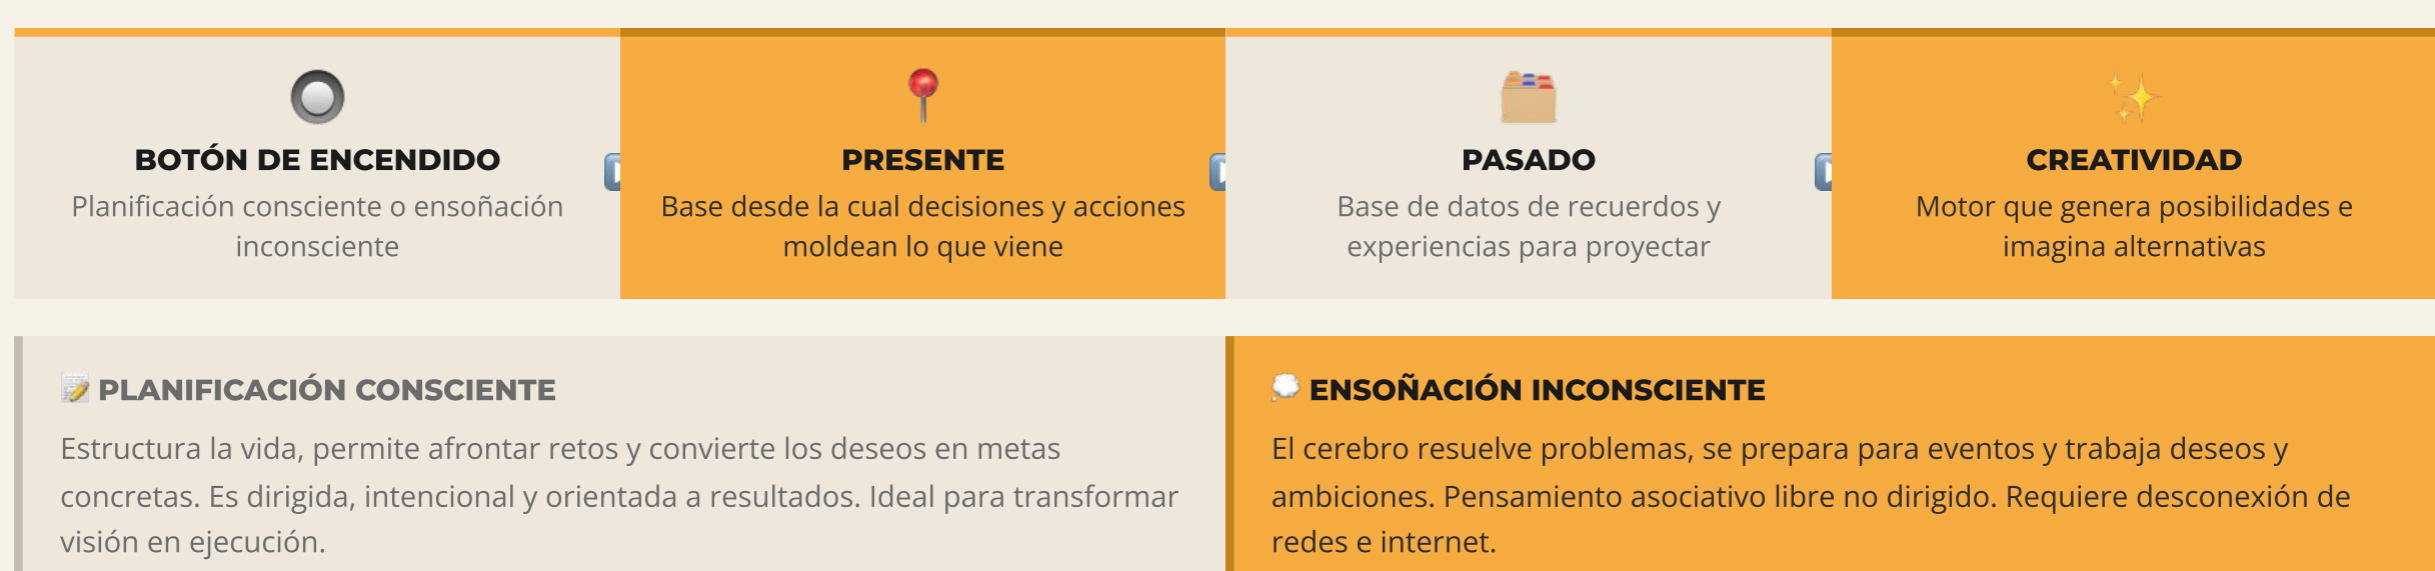 BOTÓN DE ENCENDIDO
Planificación consciente o ensoñación
inconsciente
PRESENTE
Base desde la cual decisiones y acciones
moldean lo que viene
PASADO
Base de datos de recuerdos y
experiencias para proyectar
CREATIVIDAD
Motor que genera posibilidades e
imagina alternativas
PLANIFICACIÓN CONSCIENTE
Estructura la vida, permite afrontar retos y convierte los deseos en metas
concretas. Es dirigida, intencional y orientada a resultados. Ideal para transformar
visión en ejecución.
ENSOÑACIÓN INCONSCIENTE
El cerebro resuelve problemas, se prepara para eventos y trabaja deseos y
ambiciones. Pensamiento asociativo libre no dirigido. Requiere desconexión de
redes e internet.